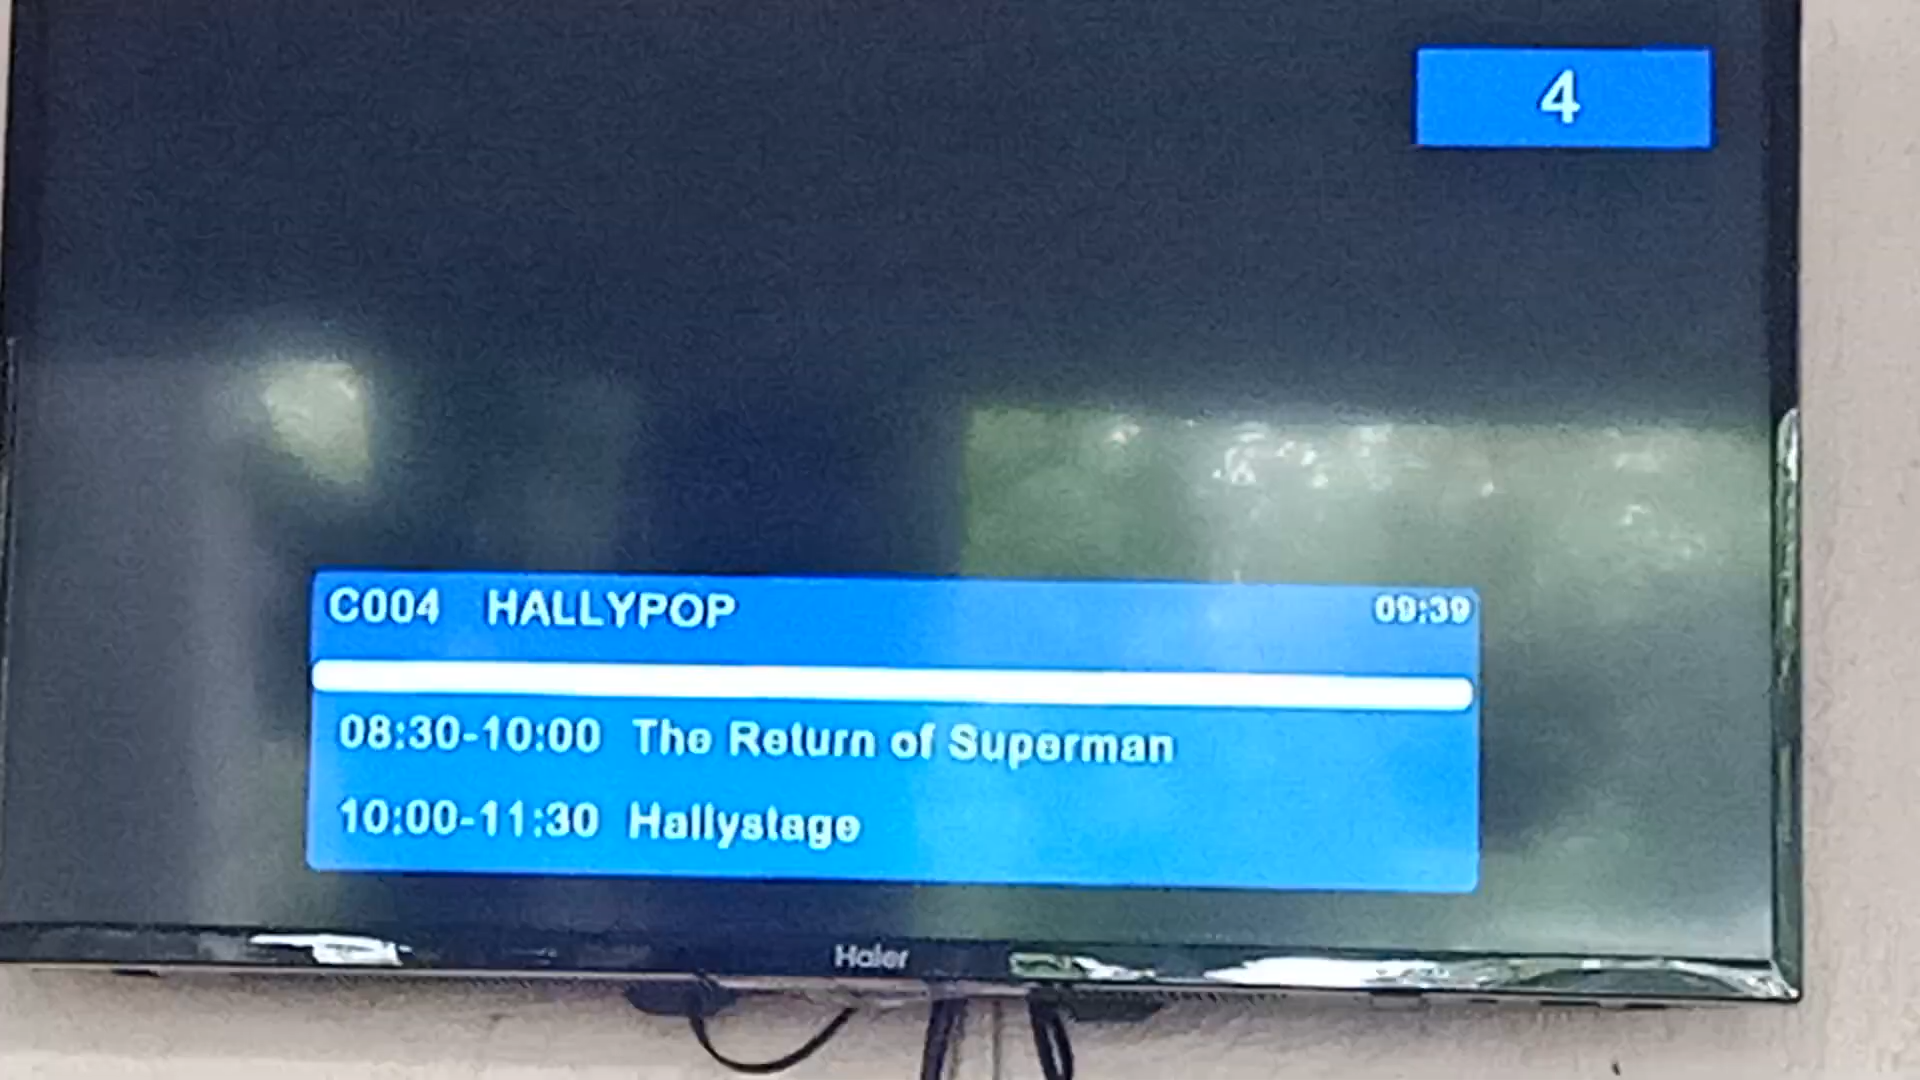 4
C004 HALLYPOP 09:39
08:30-10:00 The Return of Superman
10:00-11:30 Hallystage
Haier